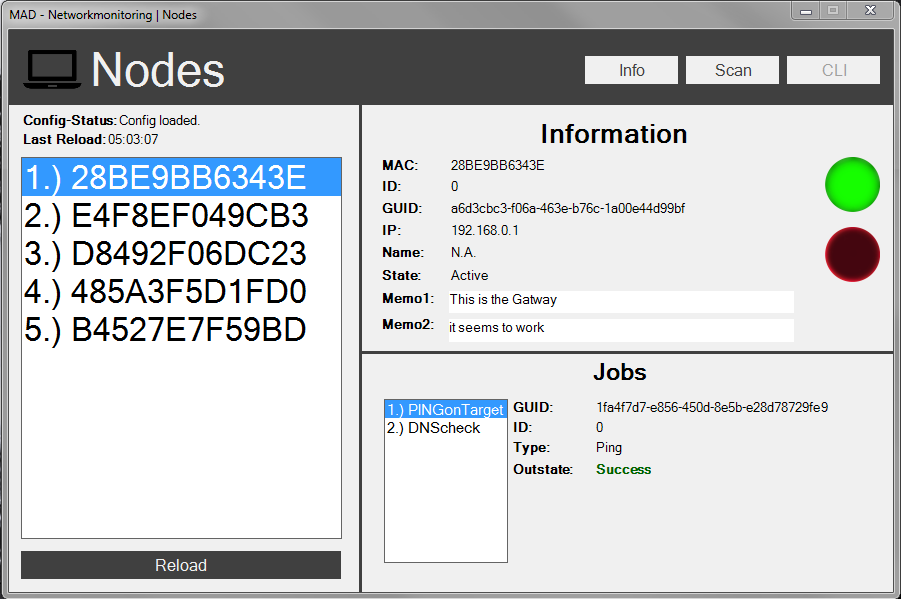 MAD - Networkmonitoring | Nodes
Nodes
Info
Scan
CLI
Config-Status: Config loaded.
Last Reload: 05:03:07
1.) 28BE9BB6343E
2.) E4F8EF049CB3
3.) D8492F06DC23
4.) 485A3F5D1FD0
5.) B4527E7F59BD
Reload
Information
MAC: 28BE9BB6343E
ID: 0
GUID: a6d3cbc3-f06a-463e-b76c-1a00e44d99bf
IP: 192.168.0.1
Name: N.A.
State: Active
Memo1: This is the Gatway
Memo2: it seems to work
Jobs
1.) PINGonTarget
2.) DNScheck
GUID: 1fa4f7d7-e856-450d-8e5b-e28d78729fe9
ID: 0
Type: Ping
Outstate: Success